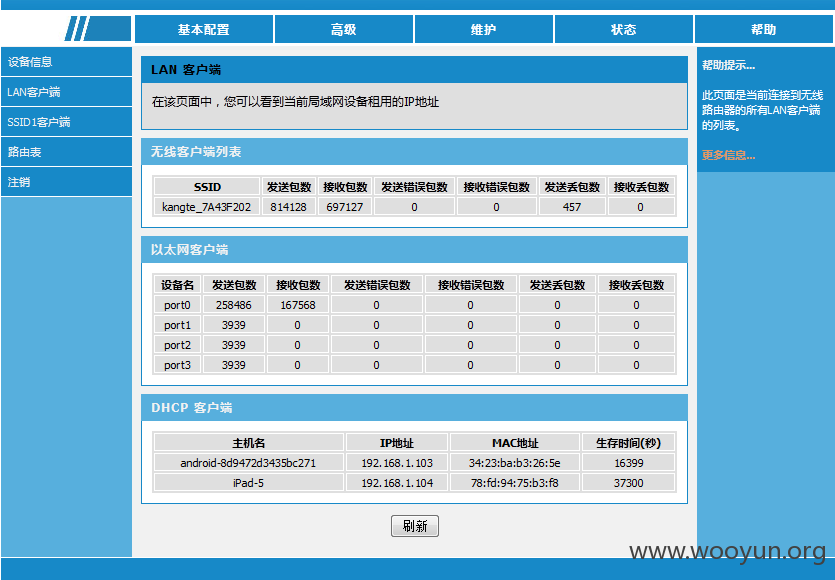 基本配置 高级 维护 状态 帮助
设备信息
LAN客户端
SSID1客户端
路由表
注销
LAN 客户端
在该页面中，您可以看到当前局域网设备租用的IP地址
无线客户端列表
SSID 发送包数 接收包数 发送错误包数 接收错误包数 发送丢包数 接收丢包数
kangte_7A43F202 814128 697127 0 0 457 0
以太网客户端
设备名 发送包数 接收包数 发送错误包数 接收错误包数 发送丢包数 接收丢包数
port0 258486 167568 0 0 0 0
port1 3939 0 0 0 0 0
port2 3939 0 0 0 0 0
port3 3939 0 0 0 0 0
DHCP 客户端
主机名 IP地址 MAC地址 生存时间(秒)
android-8d9472d3435bc271 192.168.1.103 34:23:ba:b3:26:5e 16399
iPad-5 192.168.1.104 78:fd:94:75:b3:f8 37300
刷新
帮助提示...
此页面是当前连接到无线
路由器的所有LAN客户端
的列表。
更多信息...
www.wooyun.org